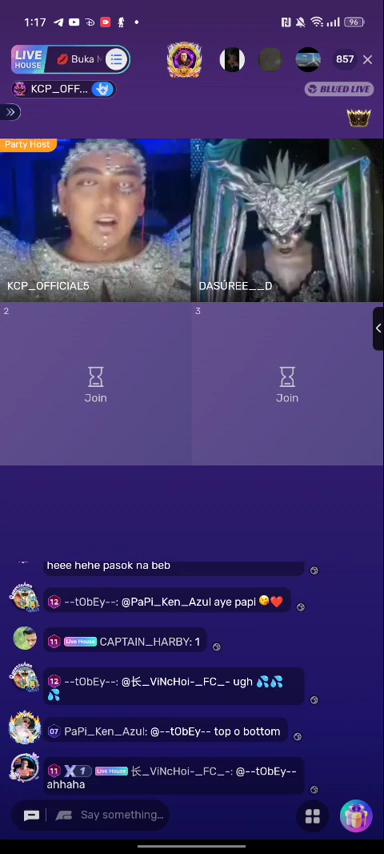 1:17
96
LIVE HOUSE
Buka
857
KCP_OFF...
BLUED LIVE
Party Host
1
KCP_OFFICIAL5
DASUREE__D
2
3
Join
Join
heee hehe pasok na beb
12 --tObEy--: @PaPi_Ken_Azul aye papi 😋❤️
11 Live House CAPTAIN_HARBY: 1
12 --tObEy--: @长_ViNcHoi-_FC_- ugh 💦💦
💦
07 PaPi_Ken_Azul: @--tObEy-- top o bottom
11 X 1 Live House 长_ViNcHoi-_FC_-: @--tObEy--
ahhaha
Say something...